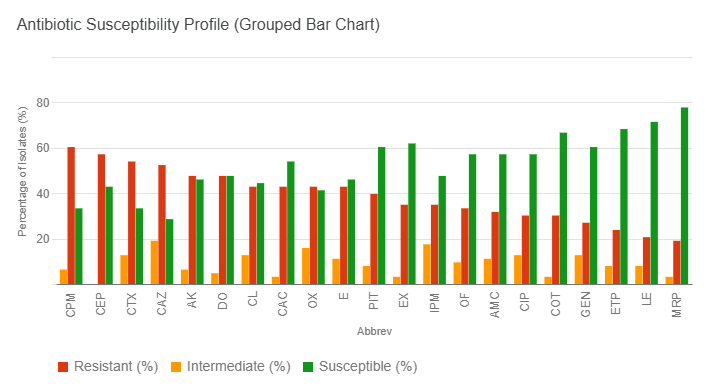 Antibiotic Susceptibility Profile (Grouped Bar Chart)
Percentage of Isolates (%)
80
60
40
20
CPM
CEP
CTX
CAZ
AK
DO
CL
CAC
OX
E
PIT
EX
IPM
OF
AMC
CIP
COT
GEN
ETP
LE
MRP
Abbrev
Resistant (%) Intermediate (%) Susceptible (%)